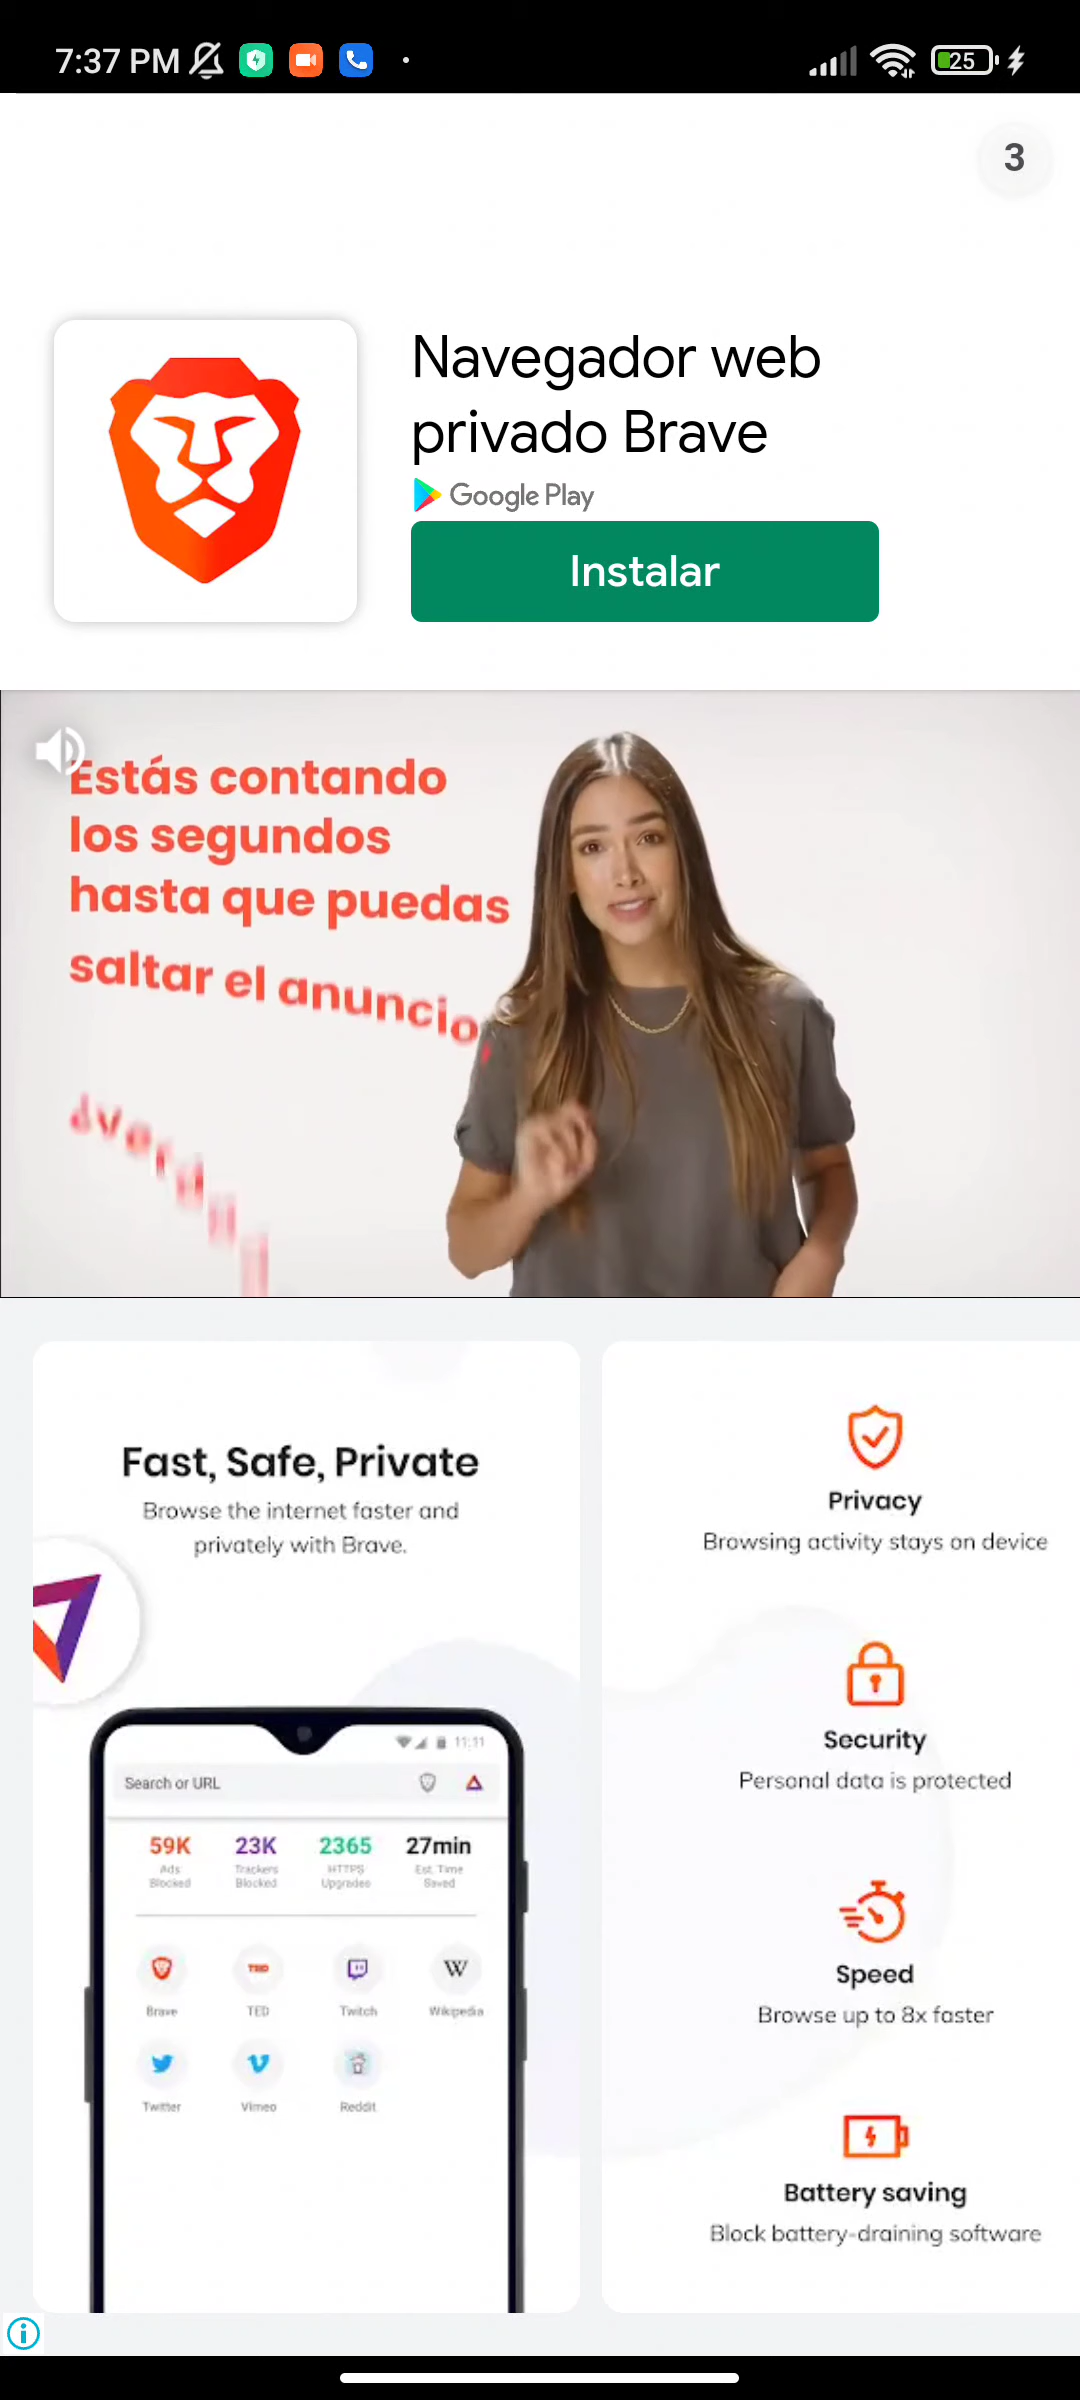 7:37 PM
25
3
Navegador web
privado Brave
Google Play
Instalar
Estás contando
los segundos
hasta que puedas
saltar el anuncio,
Fast, Safe, Private
Browse the internet faster and
privately with Brave.
11:11
Search or URL
59K 23K 2365 27min
Ads Trackers HTTPS Est. Time
Blocked Blocked Upgrades Saved
TED
W
Brave TED Twitch Wikipedia
Twitter Vimeo Reddit
Privacy
Browsing activity stays on device
Security
Personal data is protected
Speed
Browse up to 8x faster
Battery saving
Block battery-draining software